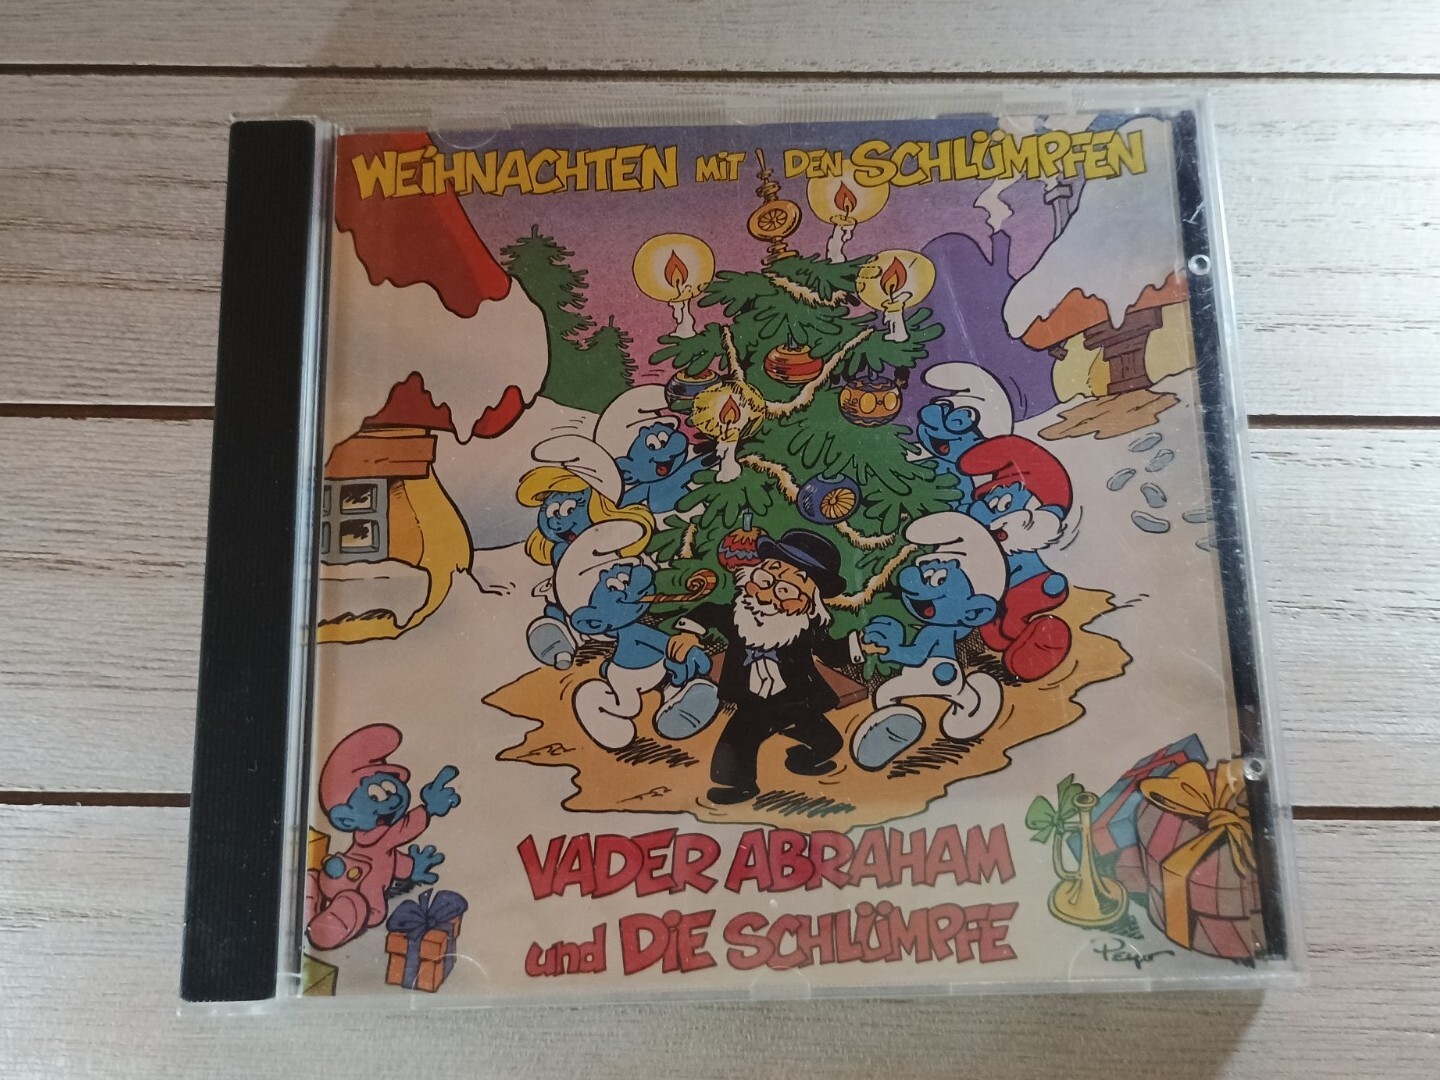 WEIHNACHTEN MIT DEN SCHLÜMPFEN
VADER ABRAHAM
und DIE SCHLÜMPFE
Peyo